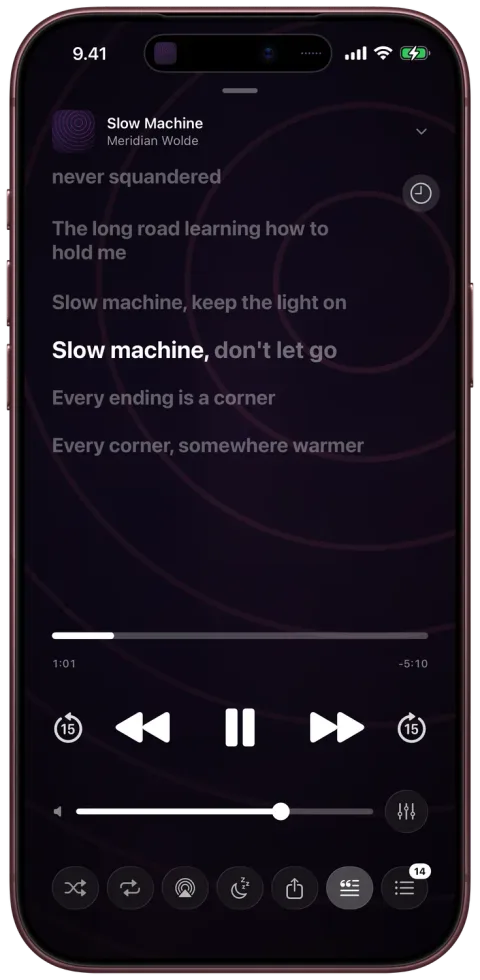 9.41
Slow Machine
Meridian Wolde
never squandered
The long road learning how to
hold me
Slow machine, keep the light on
Slow machine, don't let go
Every ending is a corner
Every corner, somewhere warmer
1:01
-5:10
15
15
zzz
14